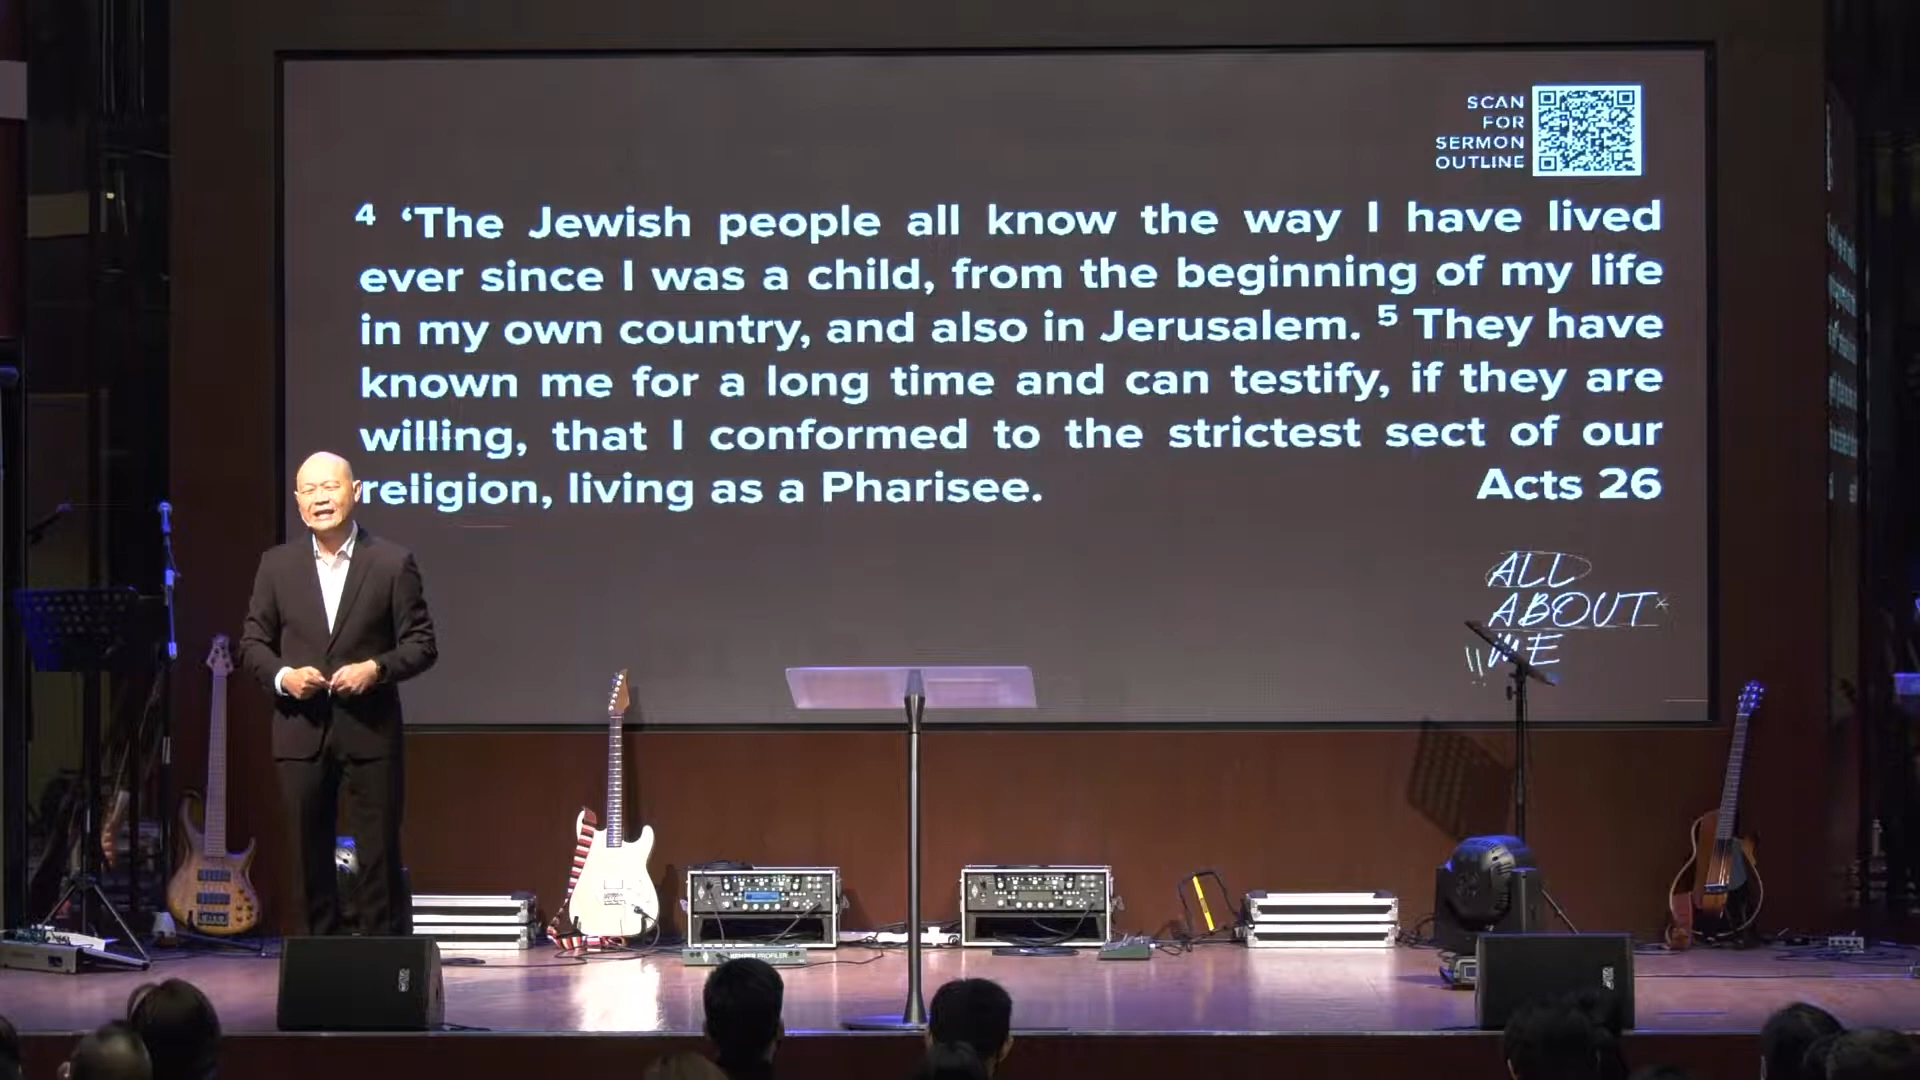 SCAN
FOR
SERMON
OUTLINE
4 ‘The Jewish people all know the way I have lived
ever since I was a child, from the beginning of my life
in my own country, and also in Jerusalem. 5 They have
known me for a long time and can testify, if they are
willing, that I conformed to the strictest sect of our
religion, living as a Pharisee. Acts 26
ALL
ABOUT*
ME
KEMPER PROFILER